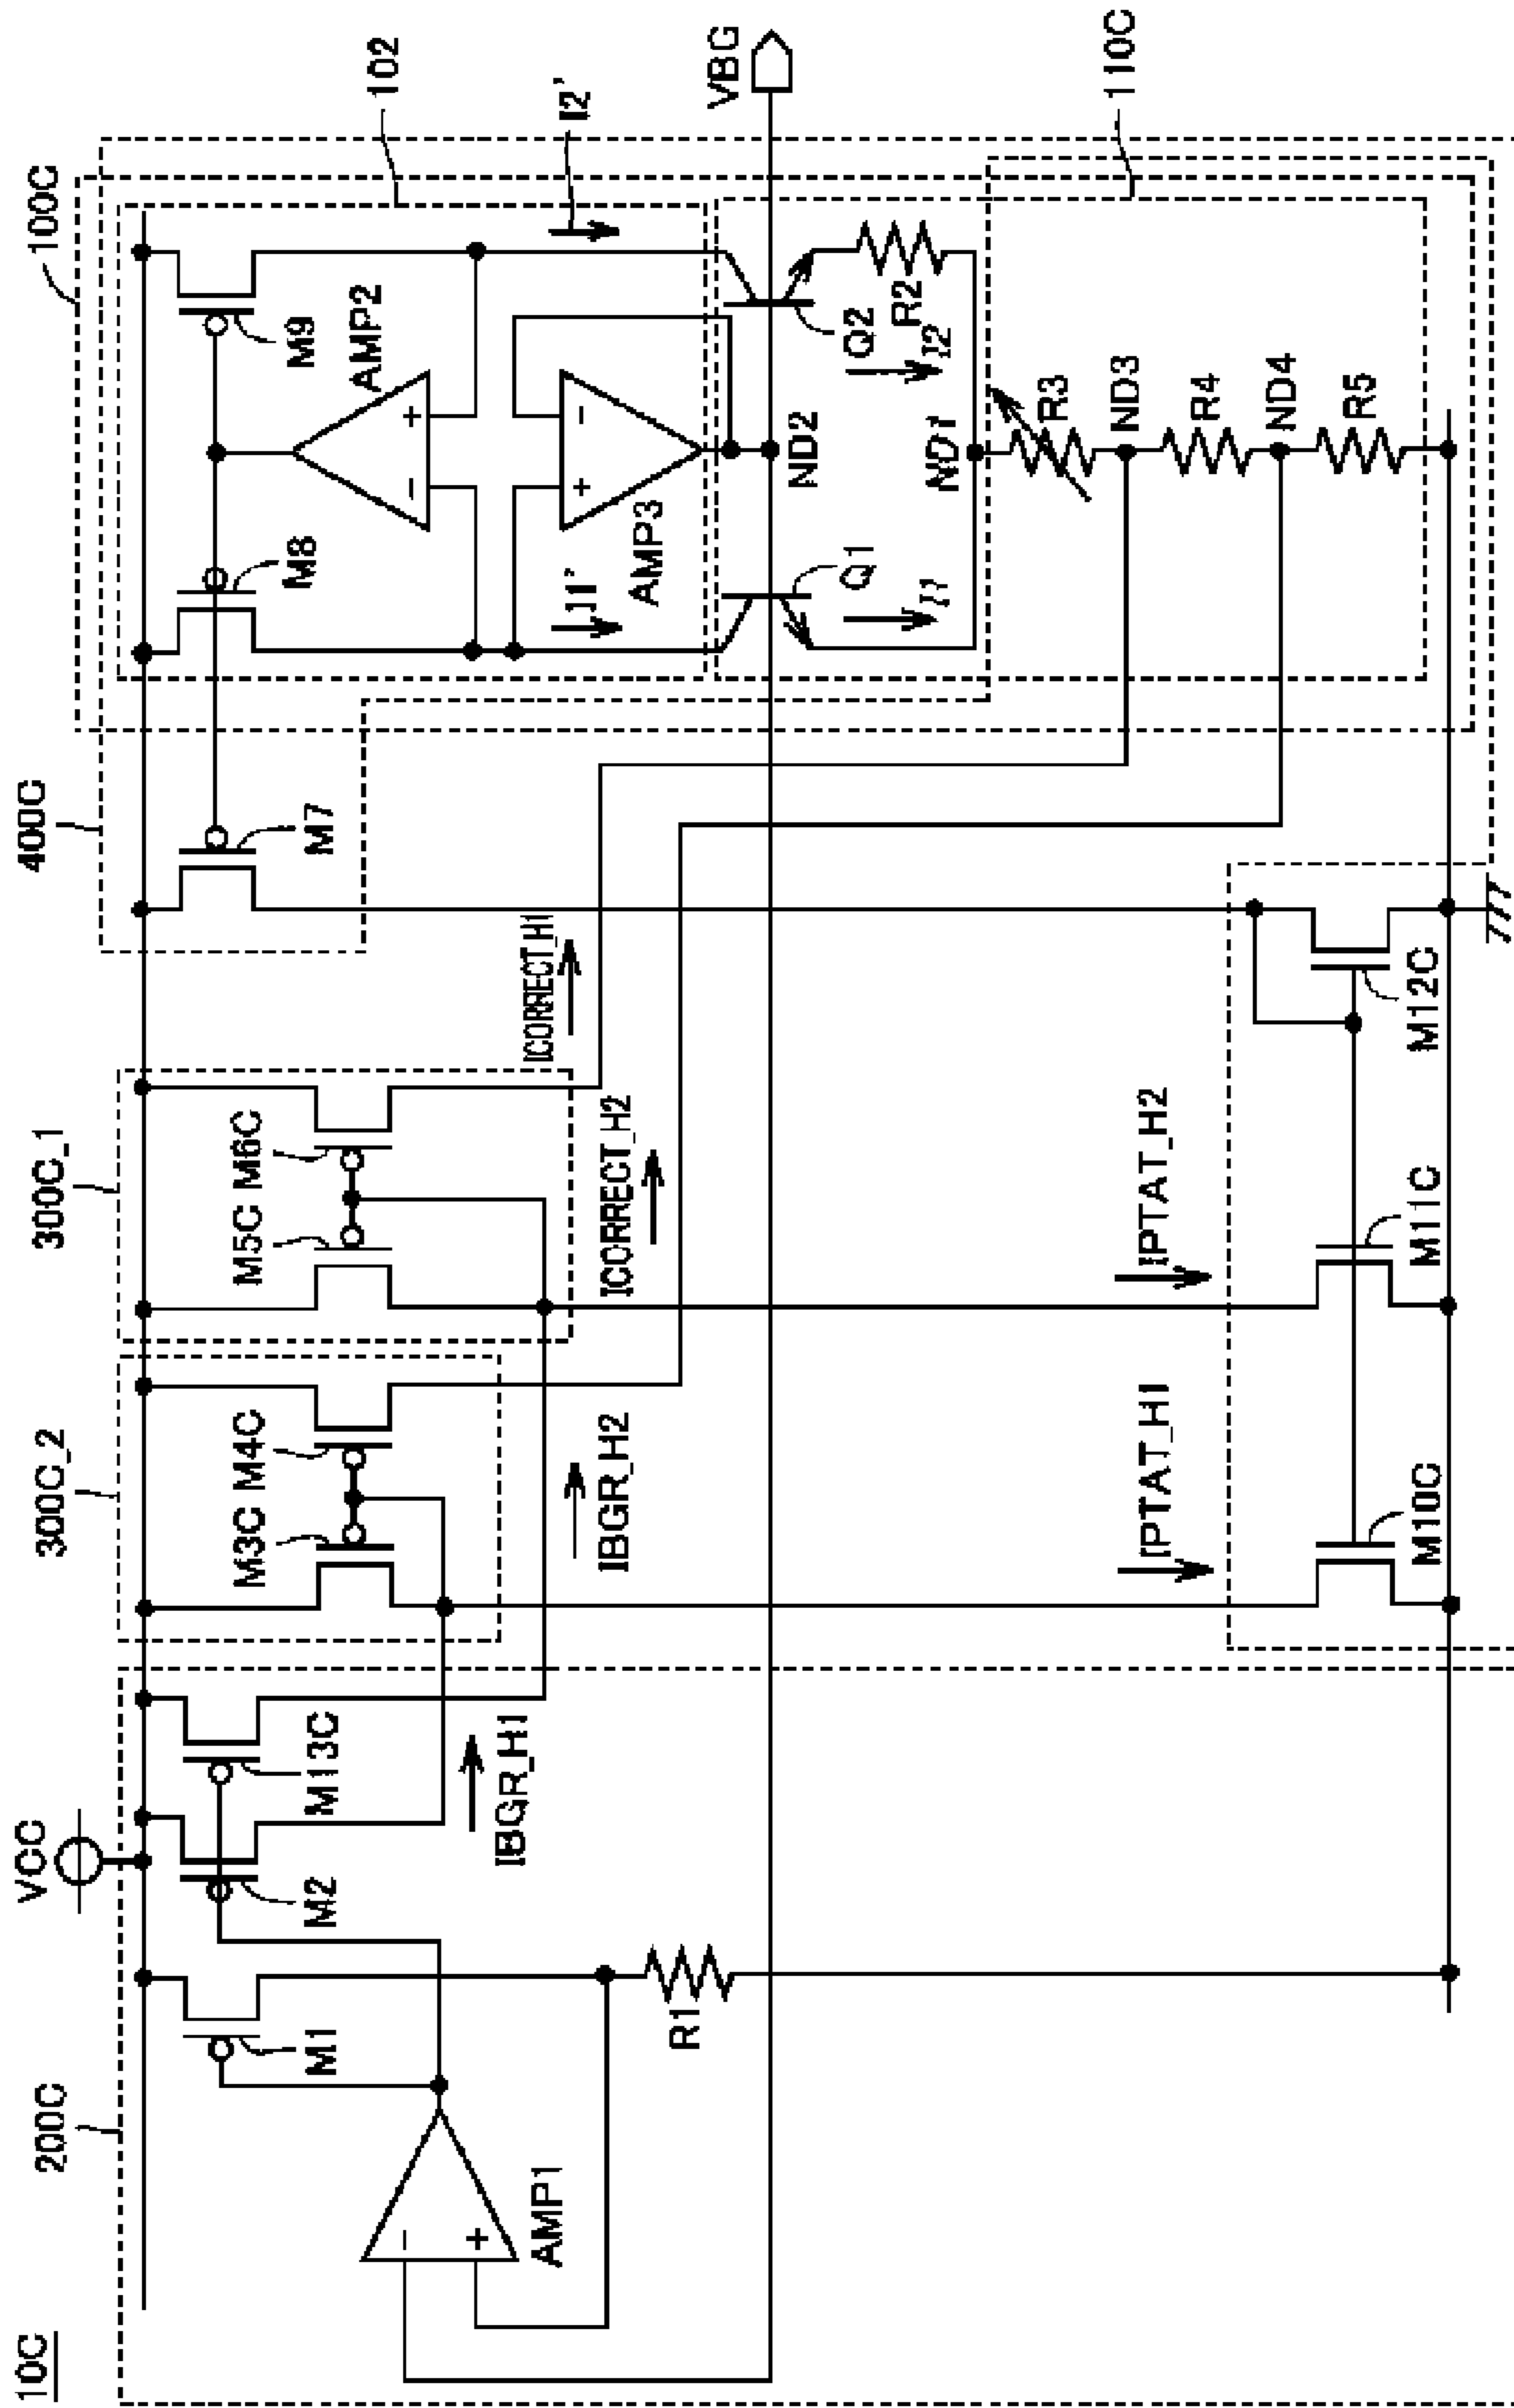 10C
200C
VCC
300C_2
300C_1
400C
100C
102
I2'
VBG
110C
M1
M2
M13C
AMP1
-
+
R1
IBGR_H1
M3C M4C
IBGR_H2
M5C M6C
ICORRECT_H2
ICORRECT_H1
M7
M8
M9
AMP2
-
+
AMP3
+
-
I1'
ND2
Q1
I1
Q2
I2
R2
ND1
R3
ND3
R4
ND4
R5
IPTAT_H1
IPTAT_H2
M10C
M11C
M12C